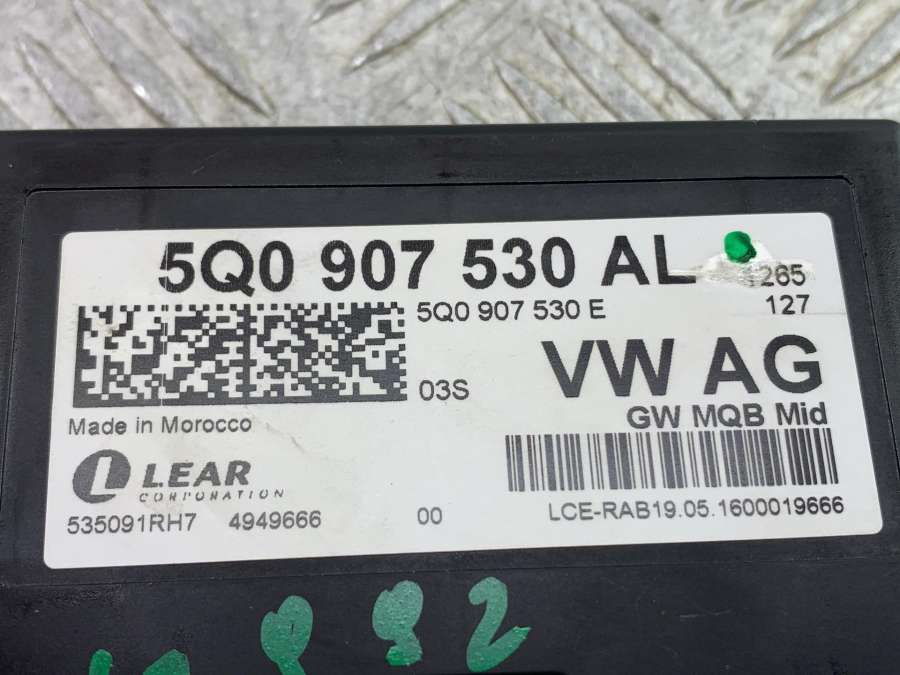 5Q0 907 530 AL
265
5Q0 907 530 E
127
03S
VW AG
GW MQB Mid
Made in Morocco
LEAR
CORPORATION
535091RH7 4949666 00
LCE-RAB19.05.1600019666